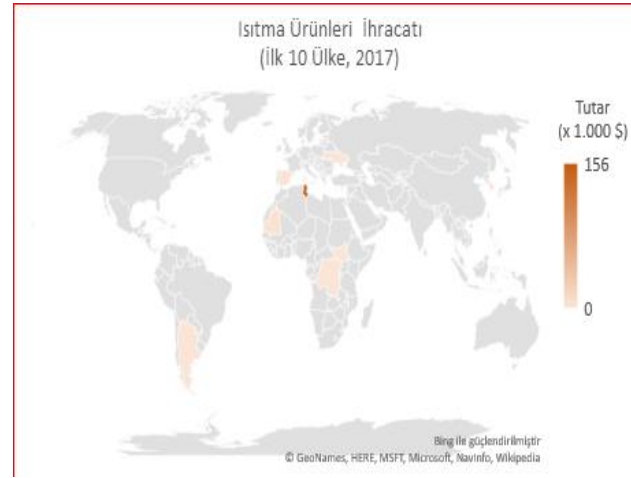 Isıtma Ürünleri İhracatı
(İlk 10 Ülke, 2017)
Tutar
(x 1.000 $)
156
0
Bing ile güçlendirilmiştir
© GeoNames, HERE, MSFT, Microsoft, NavInfo, Wikipedia